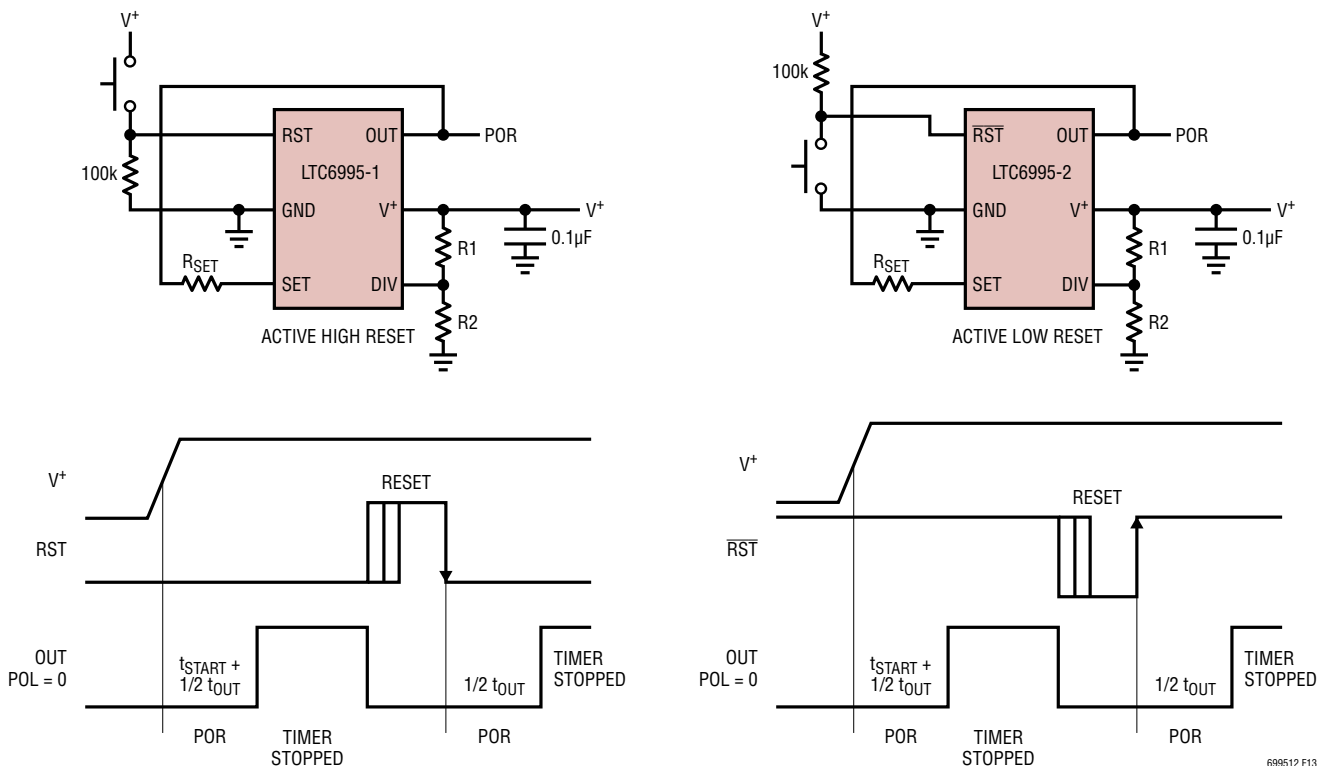 V+
100k
RST
OUT
POR
LTC6995-1
GND
V+
V+
0.1µF
R1
RSET
SET
DIV
R2
ACTIVE HIGH RESET
V+
100k
RST
OUT
POR
LTC6995-2
GND
V+
V+
0.1µF
R1
RSET
SET
DIV
R2
ACTIVE LOW RESET
V+
RESET
RST
OUT
POL = 0
tSTART +
1/2 tOUT
1/2 tOUT
TIMER
STOPPED
POR
TIMER
STOPPED
POR
V+
RESET
RST
OUT
POL = 0
tSTART +
1/2 tOUT
1/2 tOUT
TIMER
STOPPED
POR
TIMER
STOPPED
POR
699512 F13